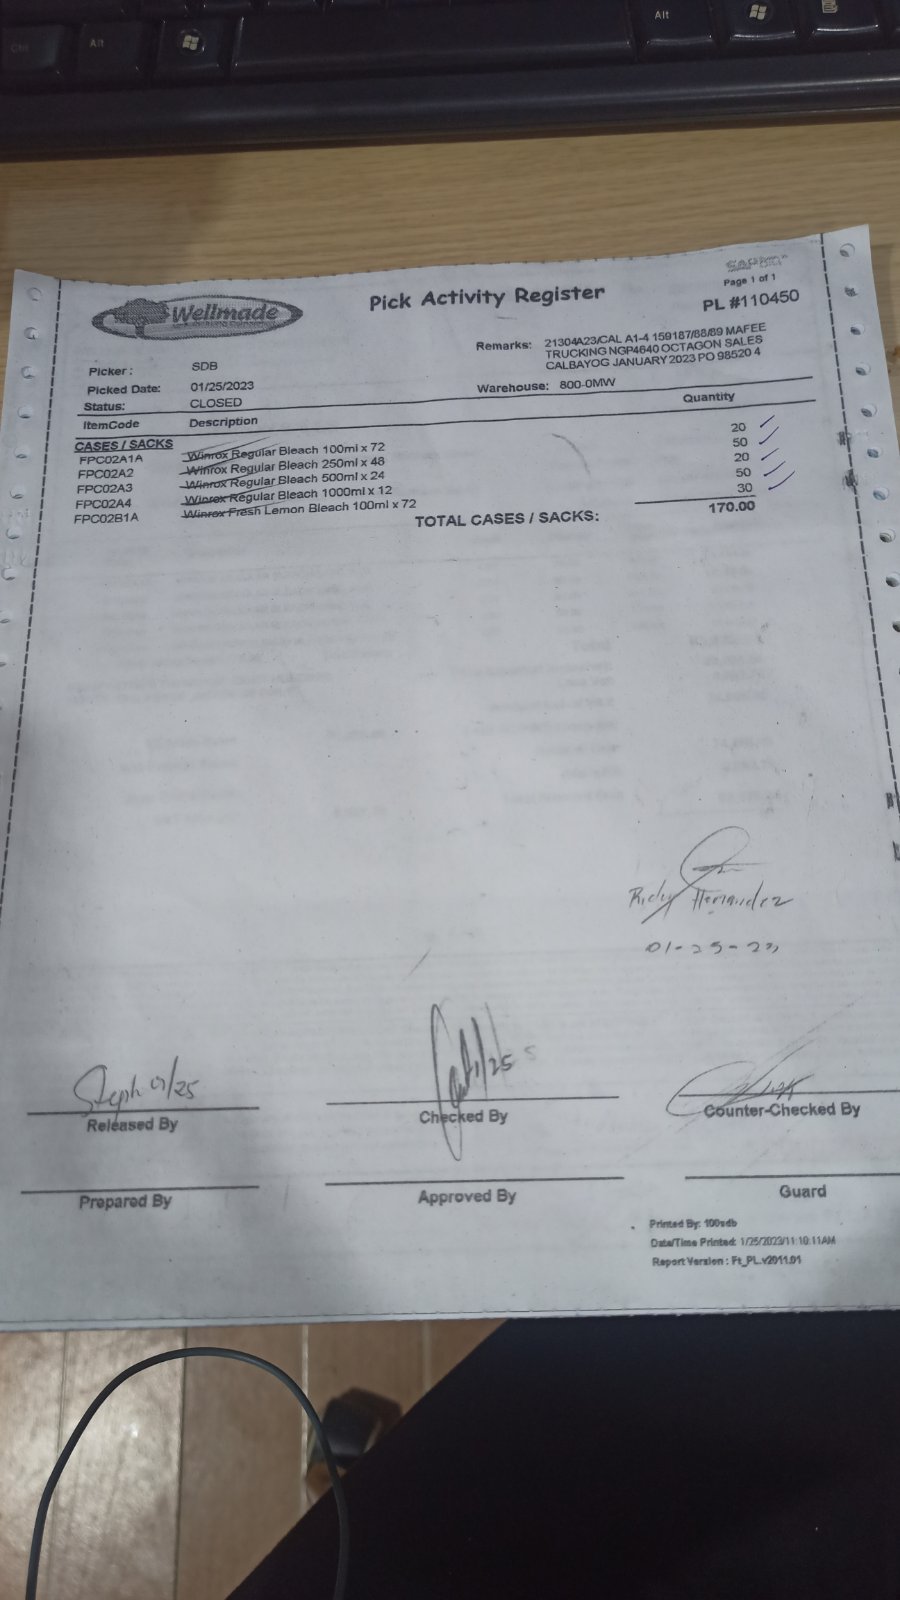 Alt
Alt
Page 1 of 1
Wellmade
Pick Activity Register
PL #110450
Remarks: 21304A23/CAL A1-4 159187/88/89 MAFEE
TRUCKING NGP4640 OCTAGON SALES
CALBAYOG JANUARY 2023 PO 98520 4
Picker : SDB
Picked Date: 01/25/2023
Warehouse: 800-0MW
Status: CLOSED
ItemCode Description Quantity
CASES / SACKS
FPC02A1A Winrox Regular Bleach 100ml x 72 20
FPC02A2 Winrox Regular Bleach 250ml x 48 50
FPC02A3 Winrox Regular Bleach 500ml x 24 20
FPC02A4 Winrox Regular Bleach 1000ml x 12 50
FPC02B1A Winrox Fresh Lemon Bleach 100ml x 72 30
TOTAL CASES / SACKS: 170.00
Ricky Hernandez
01-25-23
Steph 01/25
Released By
Checked By
Counter-Checked By
Prepared By
Approved By
Guard
Printed By: 100sdb
Date/Time Printed: 1/25/2023/11:10:11AM
Report Version : Ft_PL.v2011.01